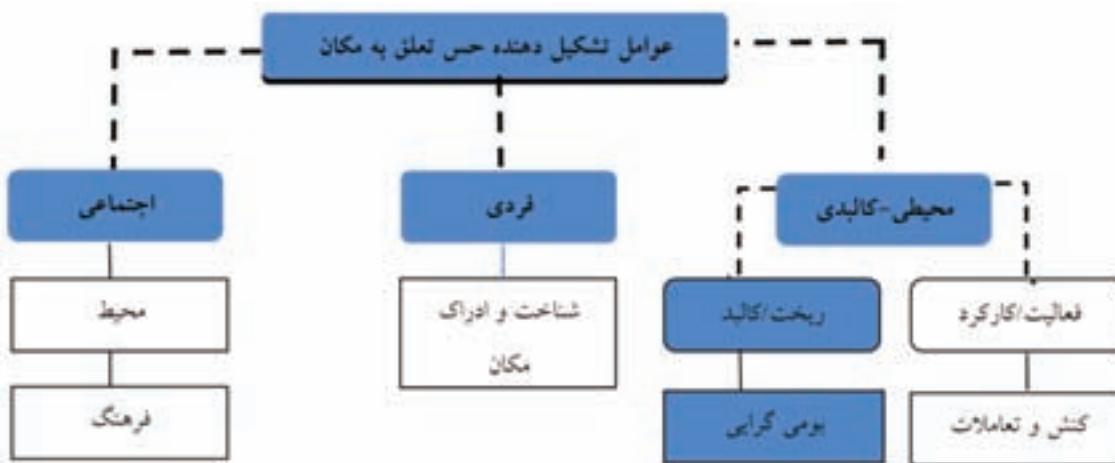 عوامل تشکیل دهنده حس تعلق به مکان
محیطی-کالبدی
فردی
اجتماعی
فعالیت/کارکرد
ریخت/کالبد
شناخت و ادراک
مکان
محیط
کنش و تعاملات
بومی گرایی
فرهنگ